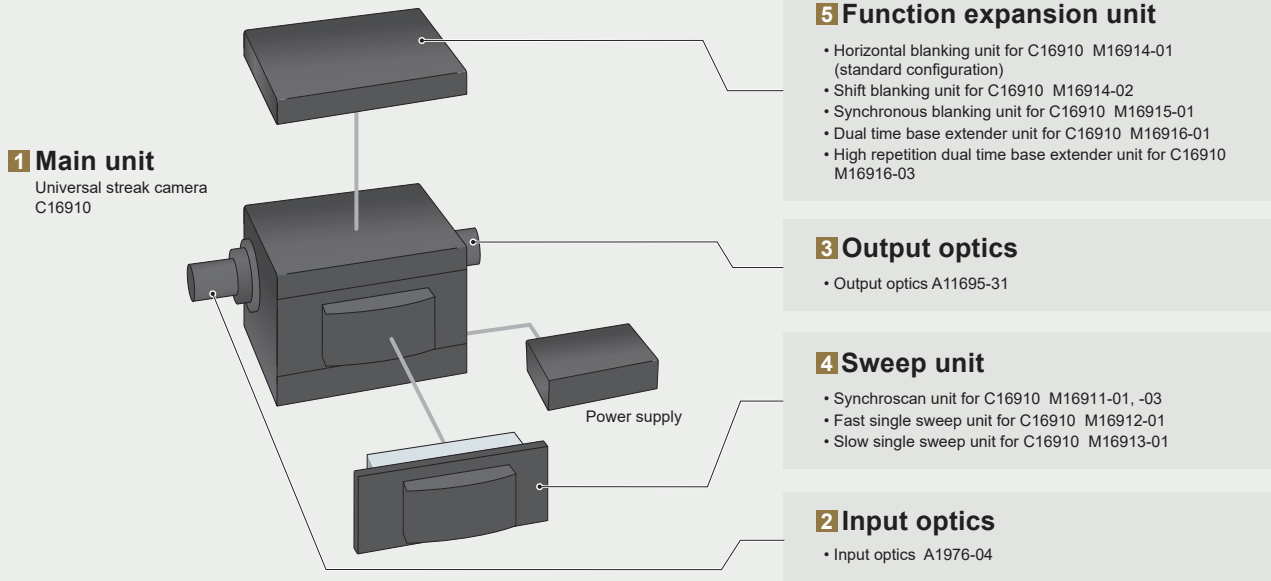 1 Main unit
Universal streak camera
C16910
Power supply
5 Function expansion unit
• Horizontal blanking unit for C16910 M16914-01
(standard configuration)
• Shift blanking unit for C16910 M16914-02
• Synchronous blanking unit for C16910 M16915-01
• Dual time base extender unit for C16910 M16916-01
• High repetition dual time base extender unit for C16910
M16916-03
3 Output optics
• Output optics A11695-31
4 Sweep unit
• Synchroscan unit for C16910 M16911-01, -03
• Fast single sweep unit for C16910 M16912-01
• Slow single sweep unit for C16910 M16913-01
2 Input optics
• Input optics A1976-04